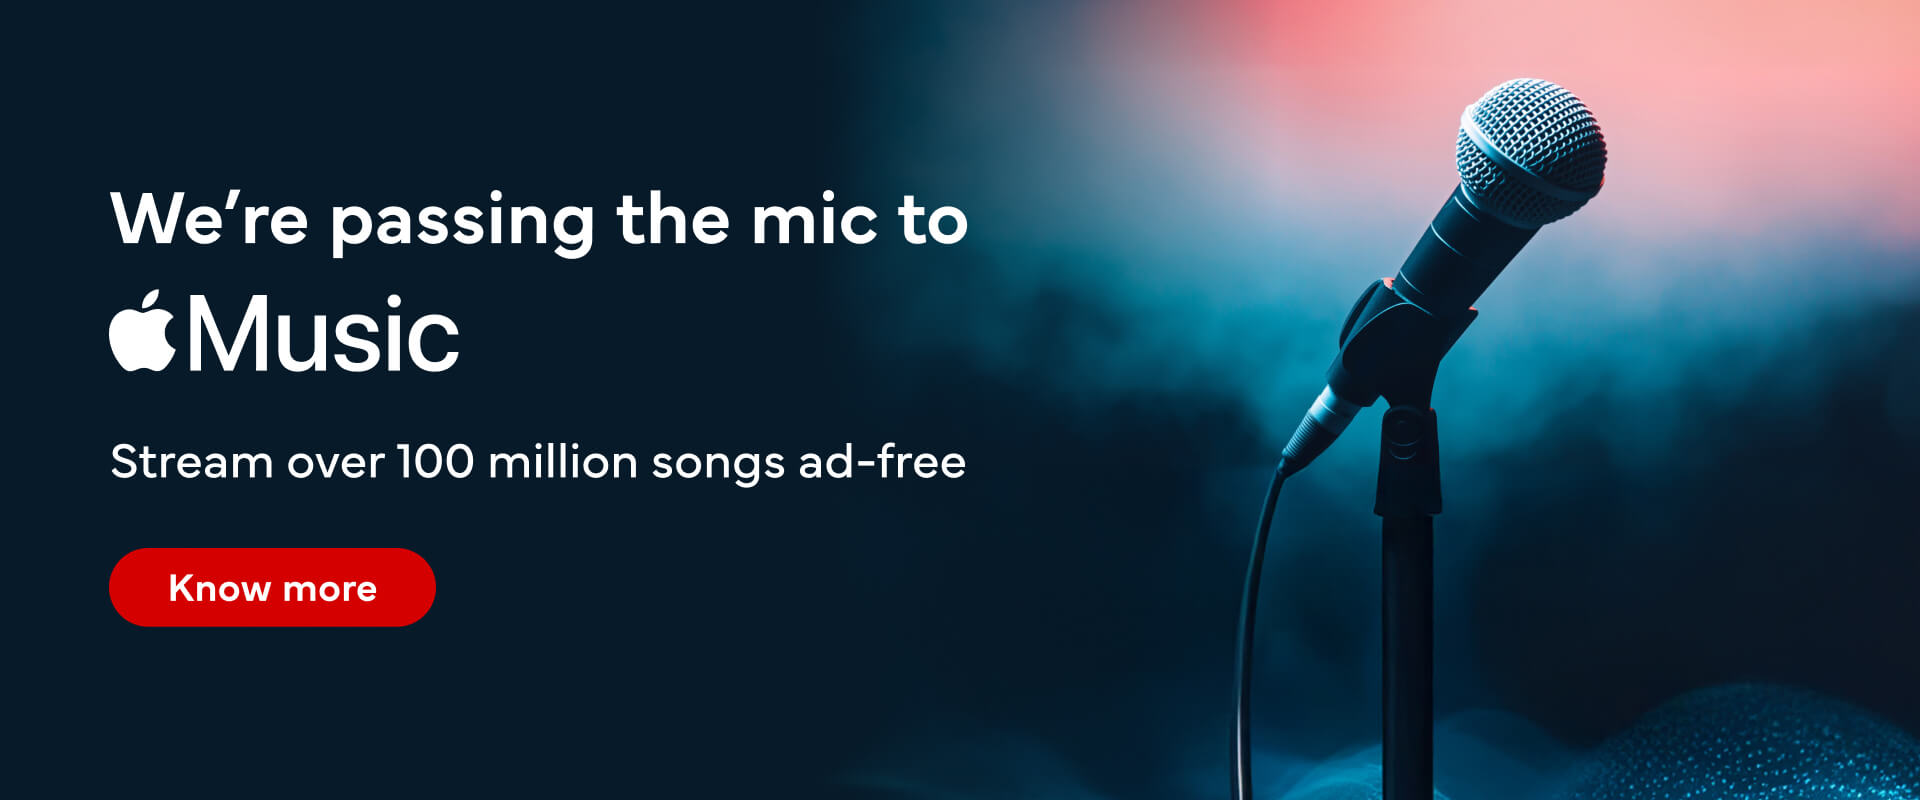 We’re passing the mic to
Music
Stream over 100 million songs ad-free
Know more